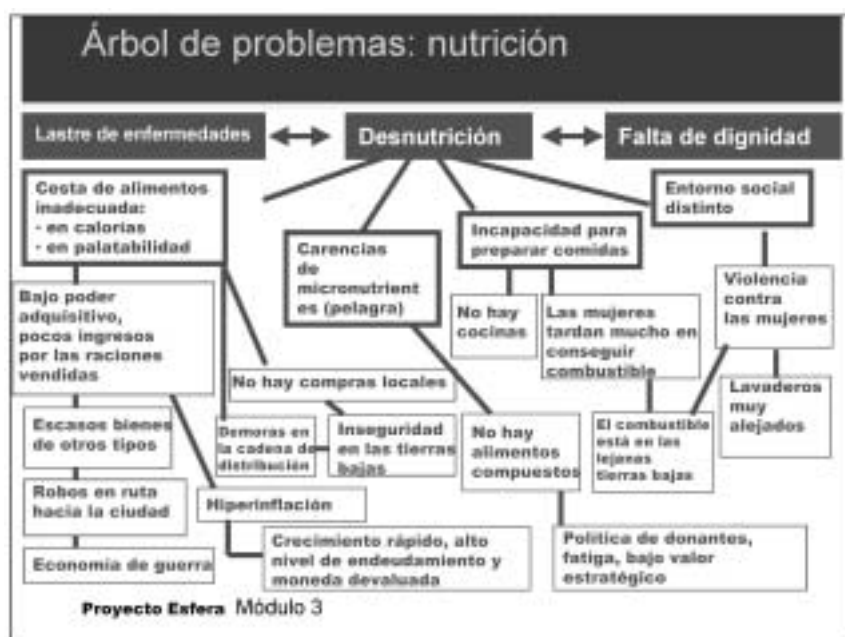 Árbol de problemas: nutrición
Lastre de enfermedades
Desnutrición
Falta de dignidad
Cesta de alimentos
inadecuada:
- en calorías
- en palatabilidad
Carencias
de
micronutrient
es (pelagra)
Incapacidad para
preparar comidas
Entorno social
distinto
Bajo poder
adquisitivo,
pocos ingresos
por las raciones
vendidas
No hay
cocinas
Las mujeres
tardan mucho en
conseguir
combustible
Violencia
contra
las mujeres
No hay compras locales
Lavaderos
muy
alejados
Escasos bienes
de otros tipos
Demoras en
la cadena de
distribución
Inseguridad
en las tierras
bajas
No hay
alimentos
compuestos
El combustible
está en las
lejanas
tierras bajas
Robos en ruta
hacia la ciudad
Hiperinflación
Economía de guerra
Crecimiento rápido, alto
nivel de endeudamiento y
moneda devaluada
Política de donantes,
fatiga, bajo valor
estratégico
Proyecto Esfera Módulo 3